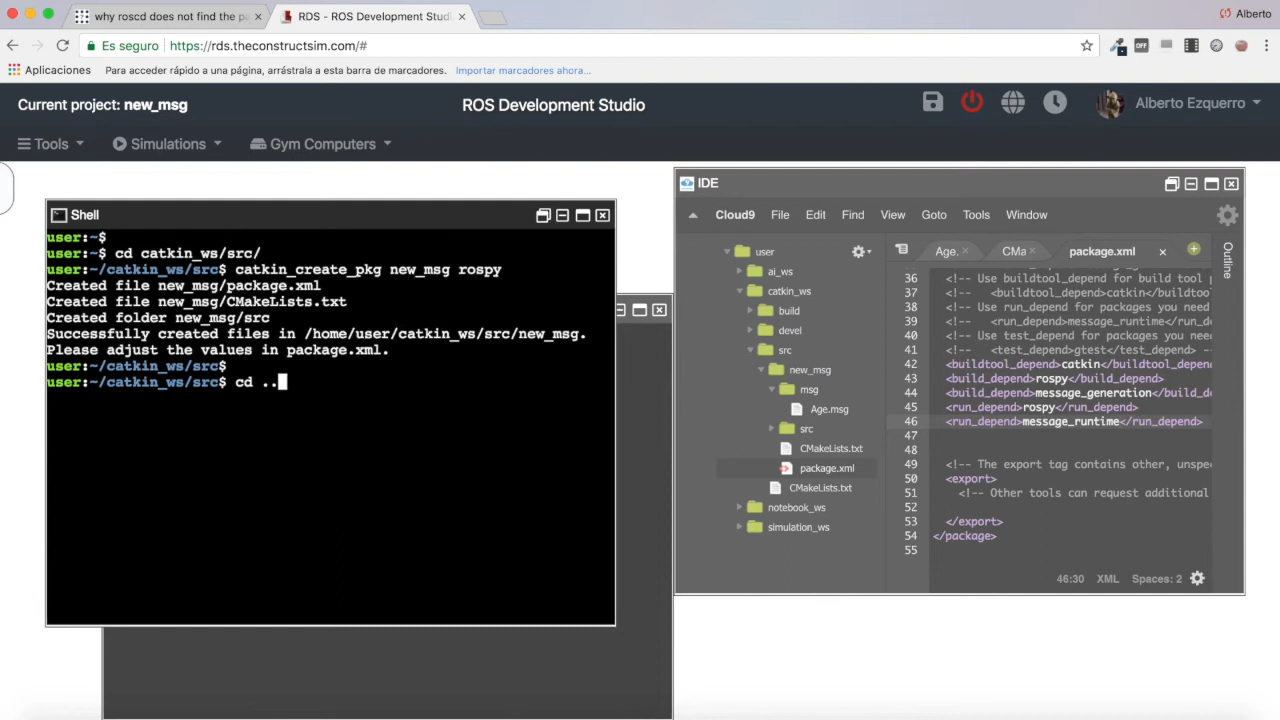 why roscd does not find the pa
RDS - ROS Development Studi
Alberto
Es seguro
https://rds.theconstructsim.com/#
OFF
Aplicaciones
Para acceder rápido a una página, arrástrala a esta barra de marcadores.
Importar marcadores ahora...
Current project: new_msg
ROS Development Studio
Alberto Ezquerro
Tools
Simulations
Gym Computers
Shell
user:~$
user:~$ cd catkin_ws/src/
user:~/catkin_ws/src$ catkin_create_pkg new_msg rospy
Created file new_msg/package.xml
Created file new_msg/CMakeLists.txt
Created folder new_msg/src
Successfully created files in /home/user/catkin_ws/src/new_msg.
Please adjust the values in package.xml.
user:~/catkin_ws/src$
user:~/catkin_ws/src$ cd ..
IDE
Cloud9 File Edit Find View Goto Tools Window
user
ai_ws
catkin_ws
build
devel
src
new_msg
msg
Age.msg
src
CMakeLists.txt
package.xml
CMakeLists.txt
notebook_ws
simulation_ws
Age.
CMa
package.xml
Outline
36 <!-- Use buildtool_depend for build tool p
37 <!-- <buildtool_depend>catkin</buildtool
38 <!-- Use run_depend for packages you need
39 <!-- <run_depend>message_runtime</run_de
40 <!-- Use test_depend for packages you nee
41 <!-- <test_depend>gtest</test_depend> --
42 <buildtool_depend>catkin</buildtool_depend
43 <build_depend>rospy</build_depend>
44 <build_depend>message_generation</build_de
45 <run_depend>rospy</run_depend>
46 <run_depend>message_runtime</run_depend>
47
48
49 <!-- The export tag contains other, unspec
50 <export>
51 <!-- Other tools can request additional
52
53 </export>
54 </package>
55
46:30 XML Spaces: 2